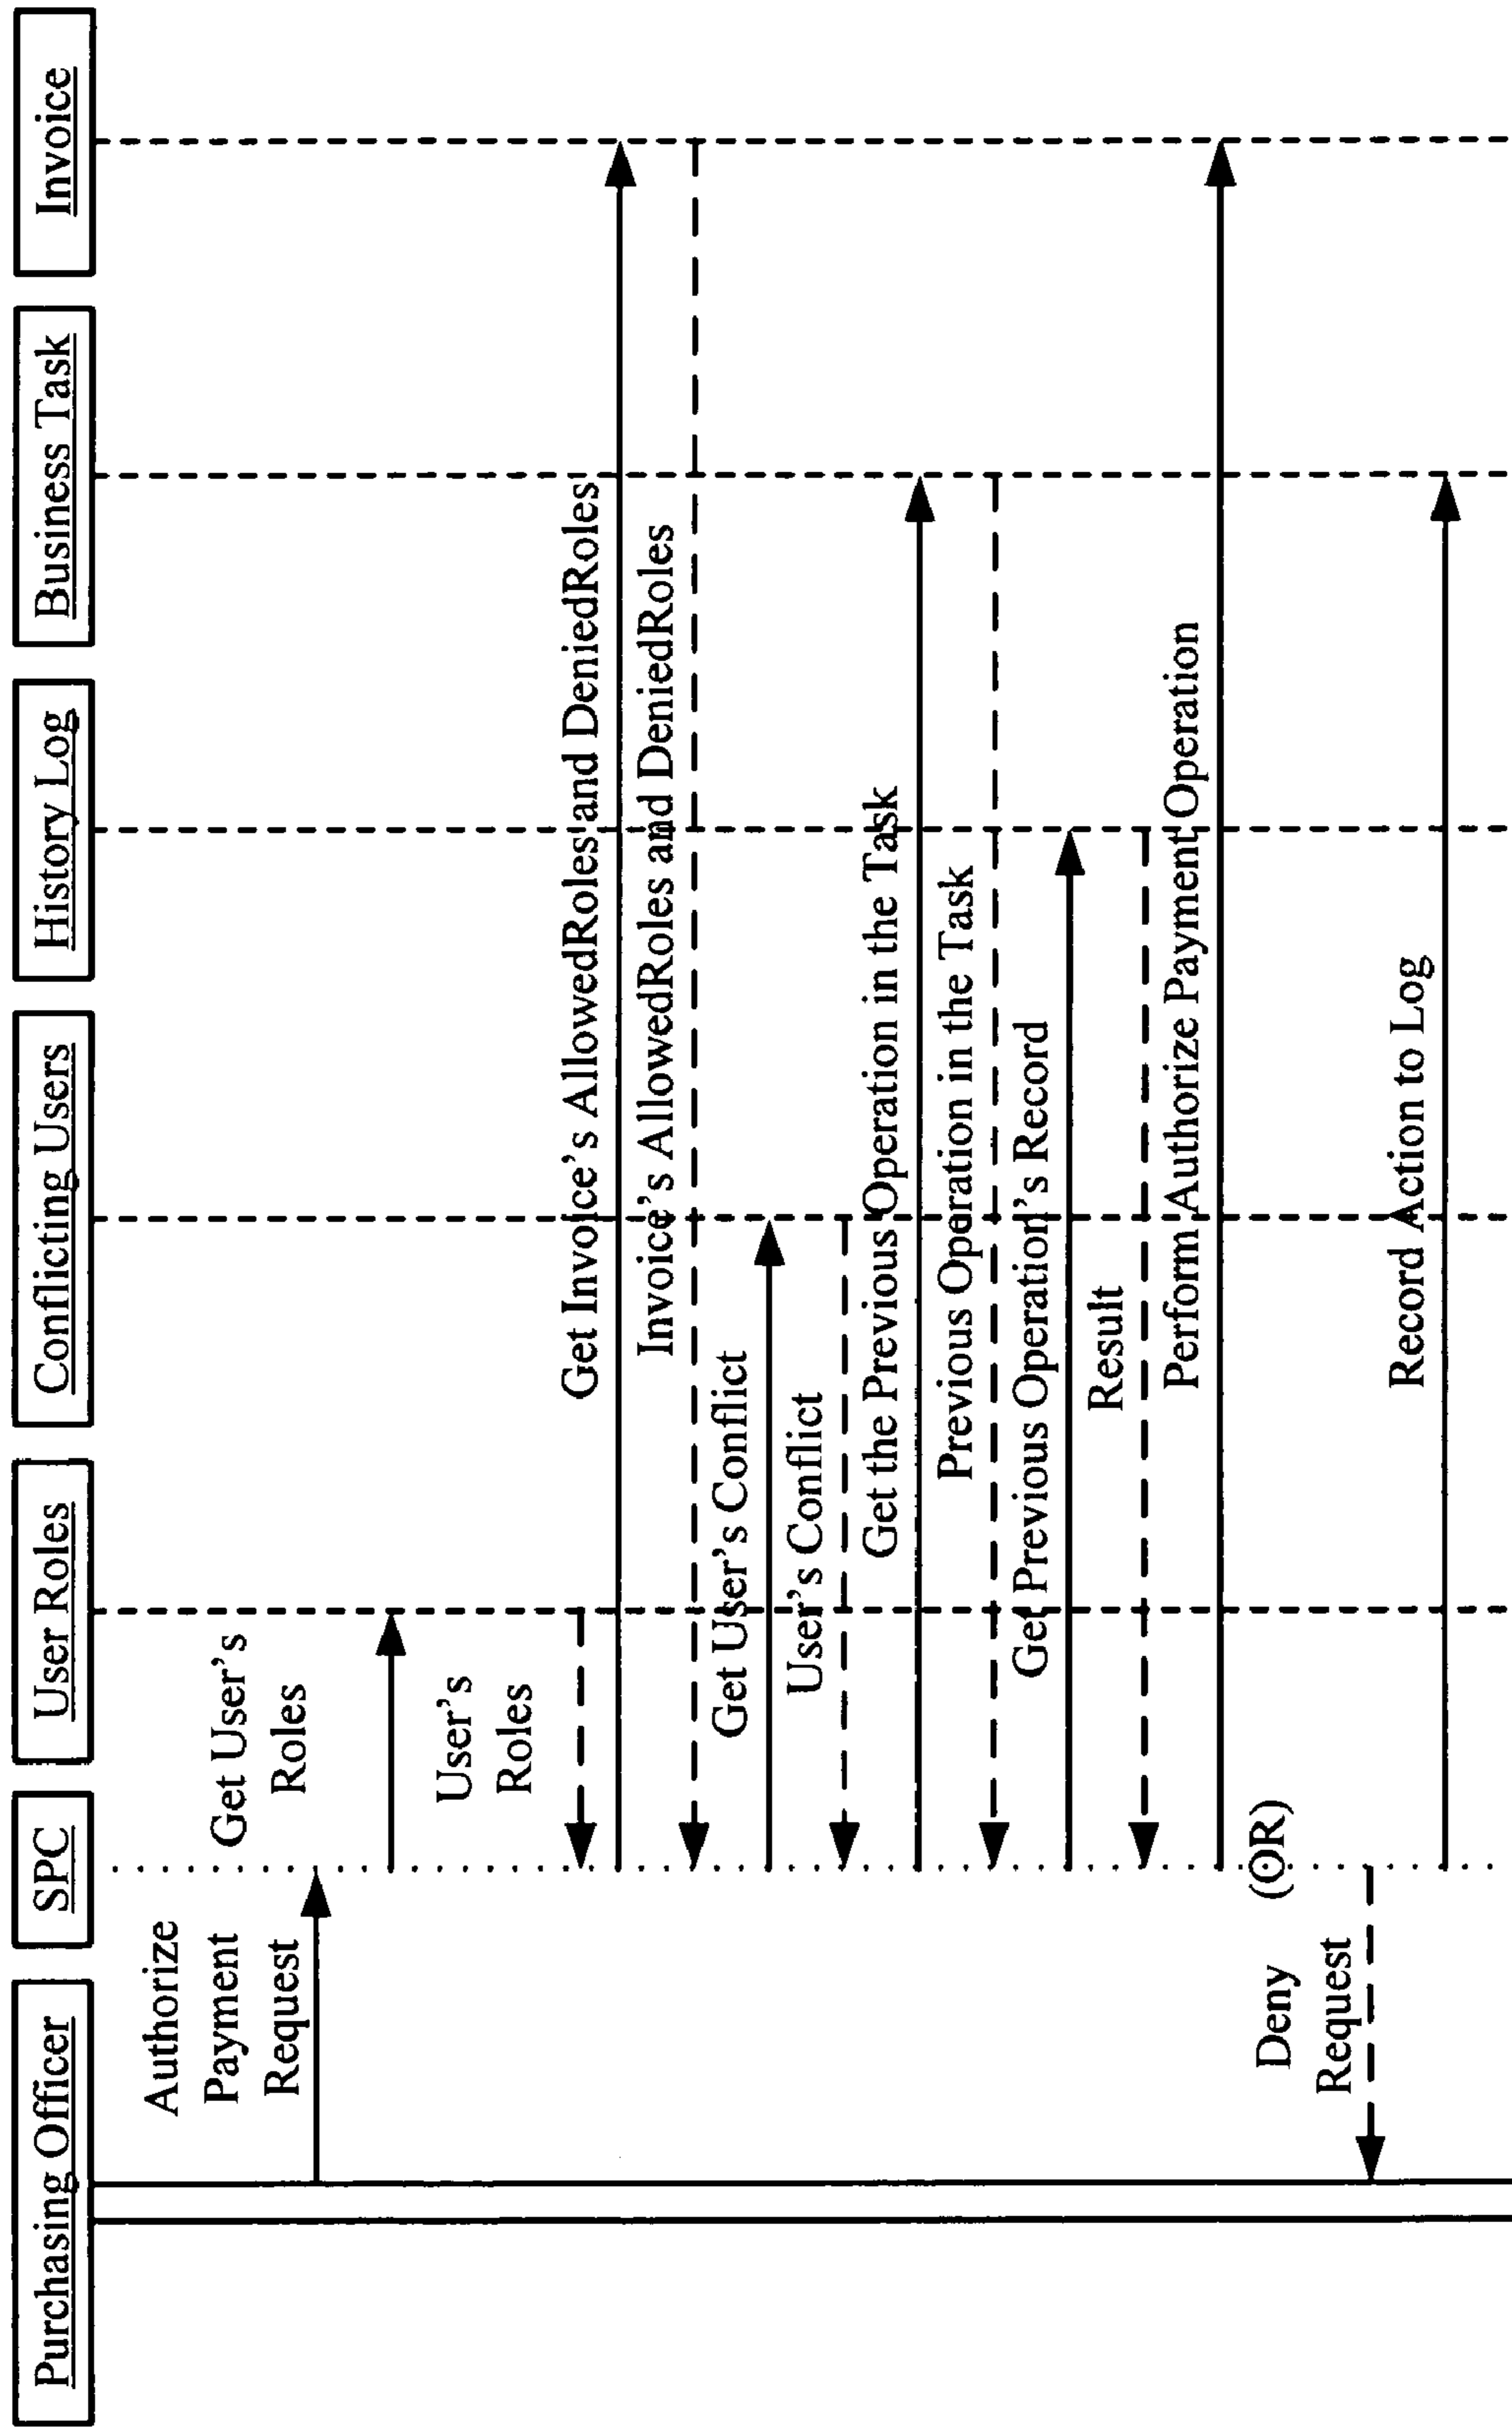 Purchasing Officer
SPC
User Roles
Conflicting Users
History Log
Business Task
Invoice
Authorize
Payment
Request
Get User's
Roles
User's
Roles
Get Invoice's AllowedRoles and DeniedRoles
Invoice's AllowedRoles and DeniedRoles
Get User's Conflict
User's Conflict
Get the Previous Operation in the Task
Previous Operation in the Task
Get Previous Operation's Record
Result
Perform Authorize Payment Operation
(OR)
Deny
Request
Record Action to Log